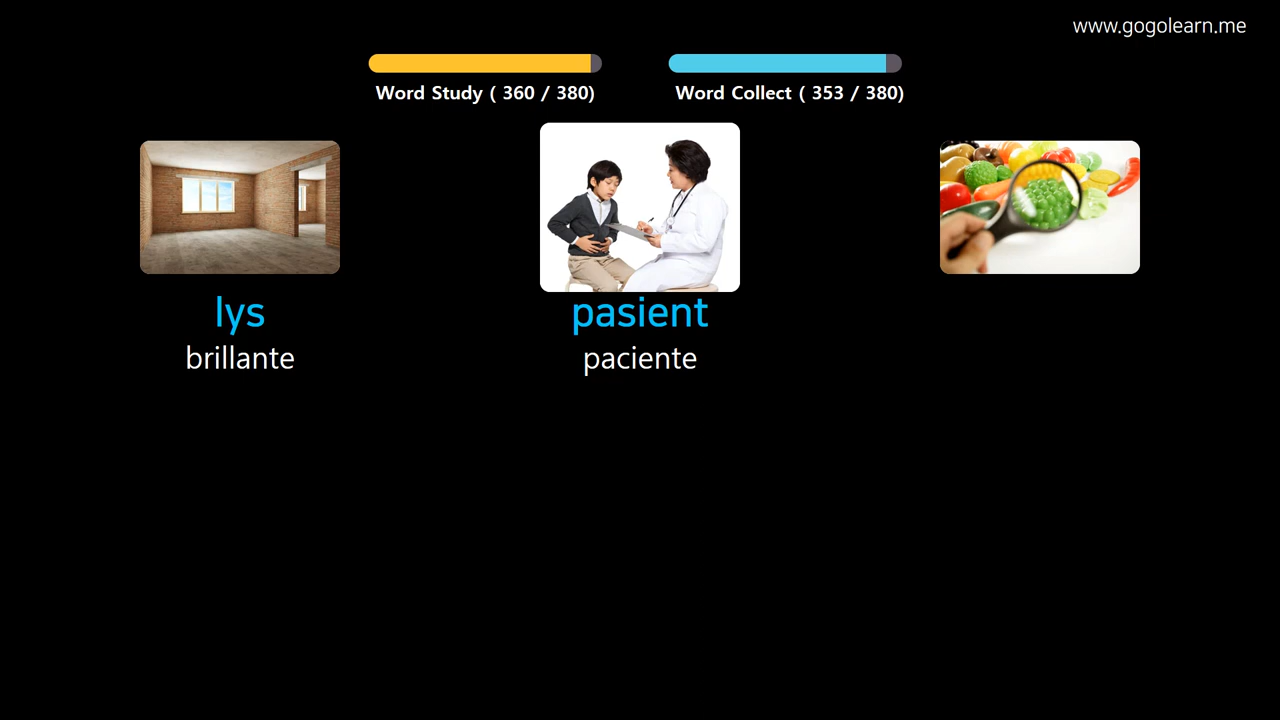 www.gogolearn.me
Word Study ( 360 / 380)
Word Collect ( 353 / 380)
lys
pasient
brillante
paciente